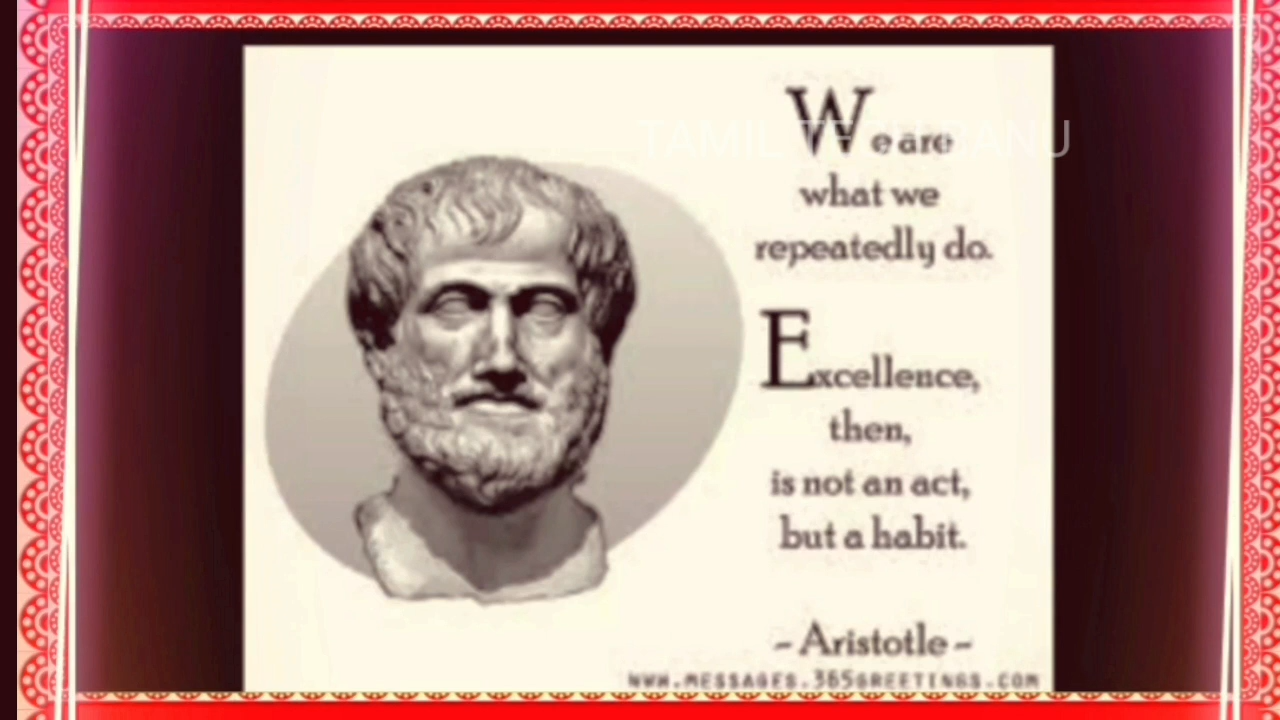 We are
what we
repeatedly do.
Excellence,
then,
is not an act,
but a habit.
~ Aristotle ~
WWW.MESSAGES.365GREETINGS.COM
TAMIL